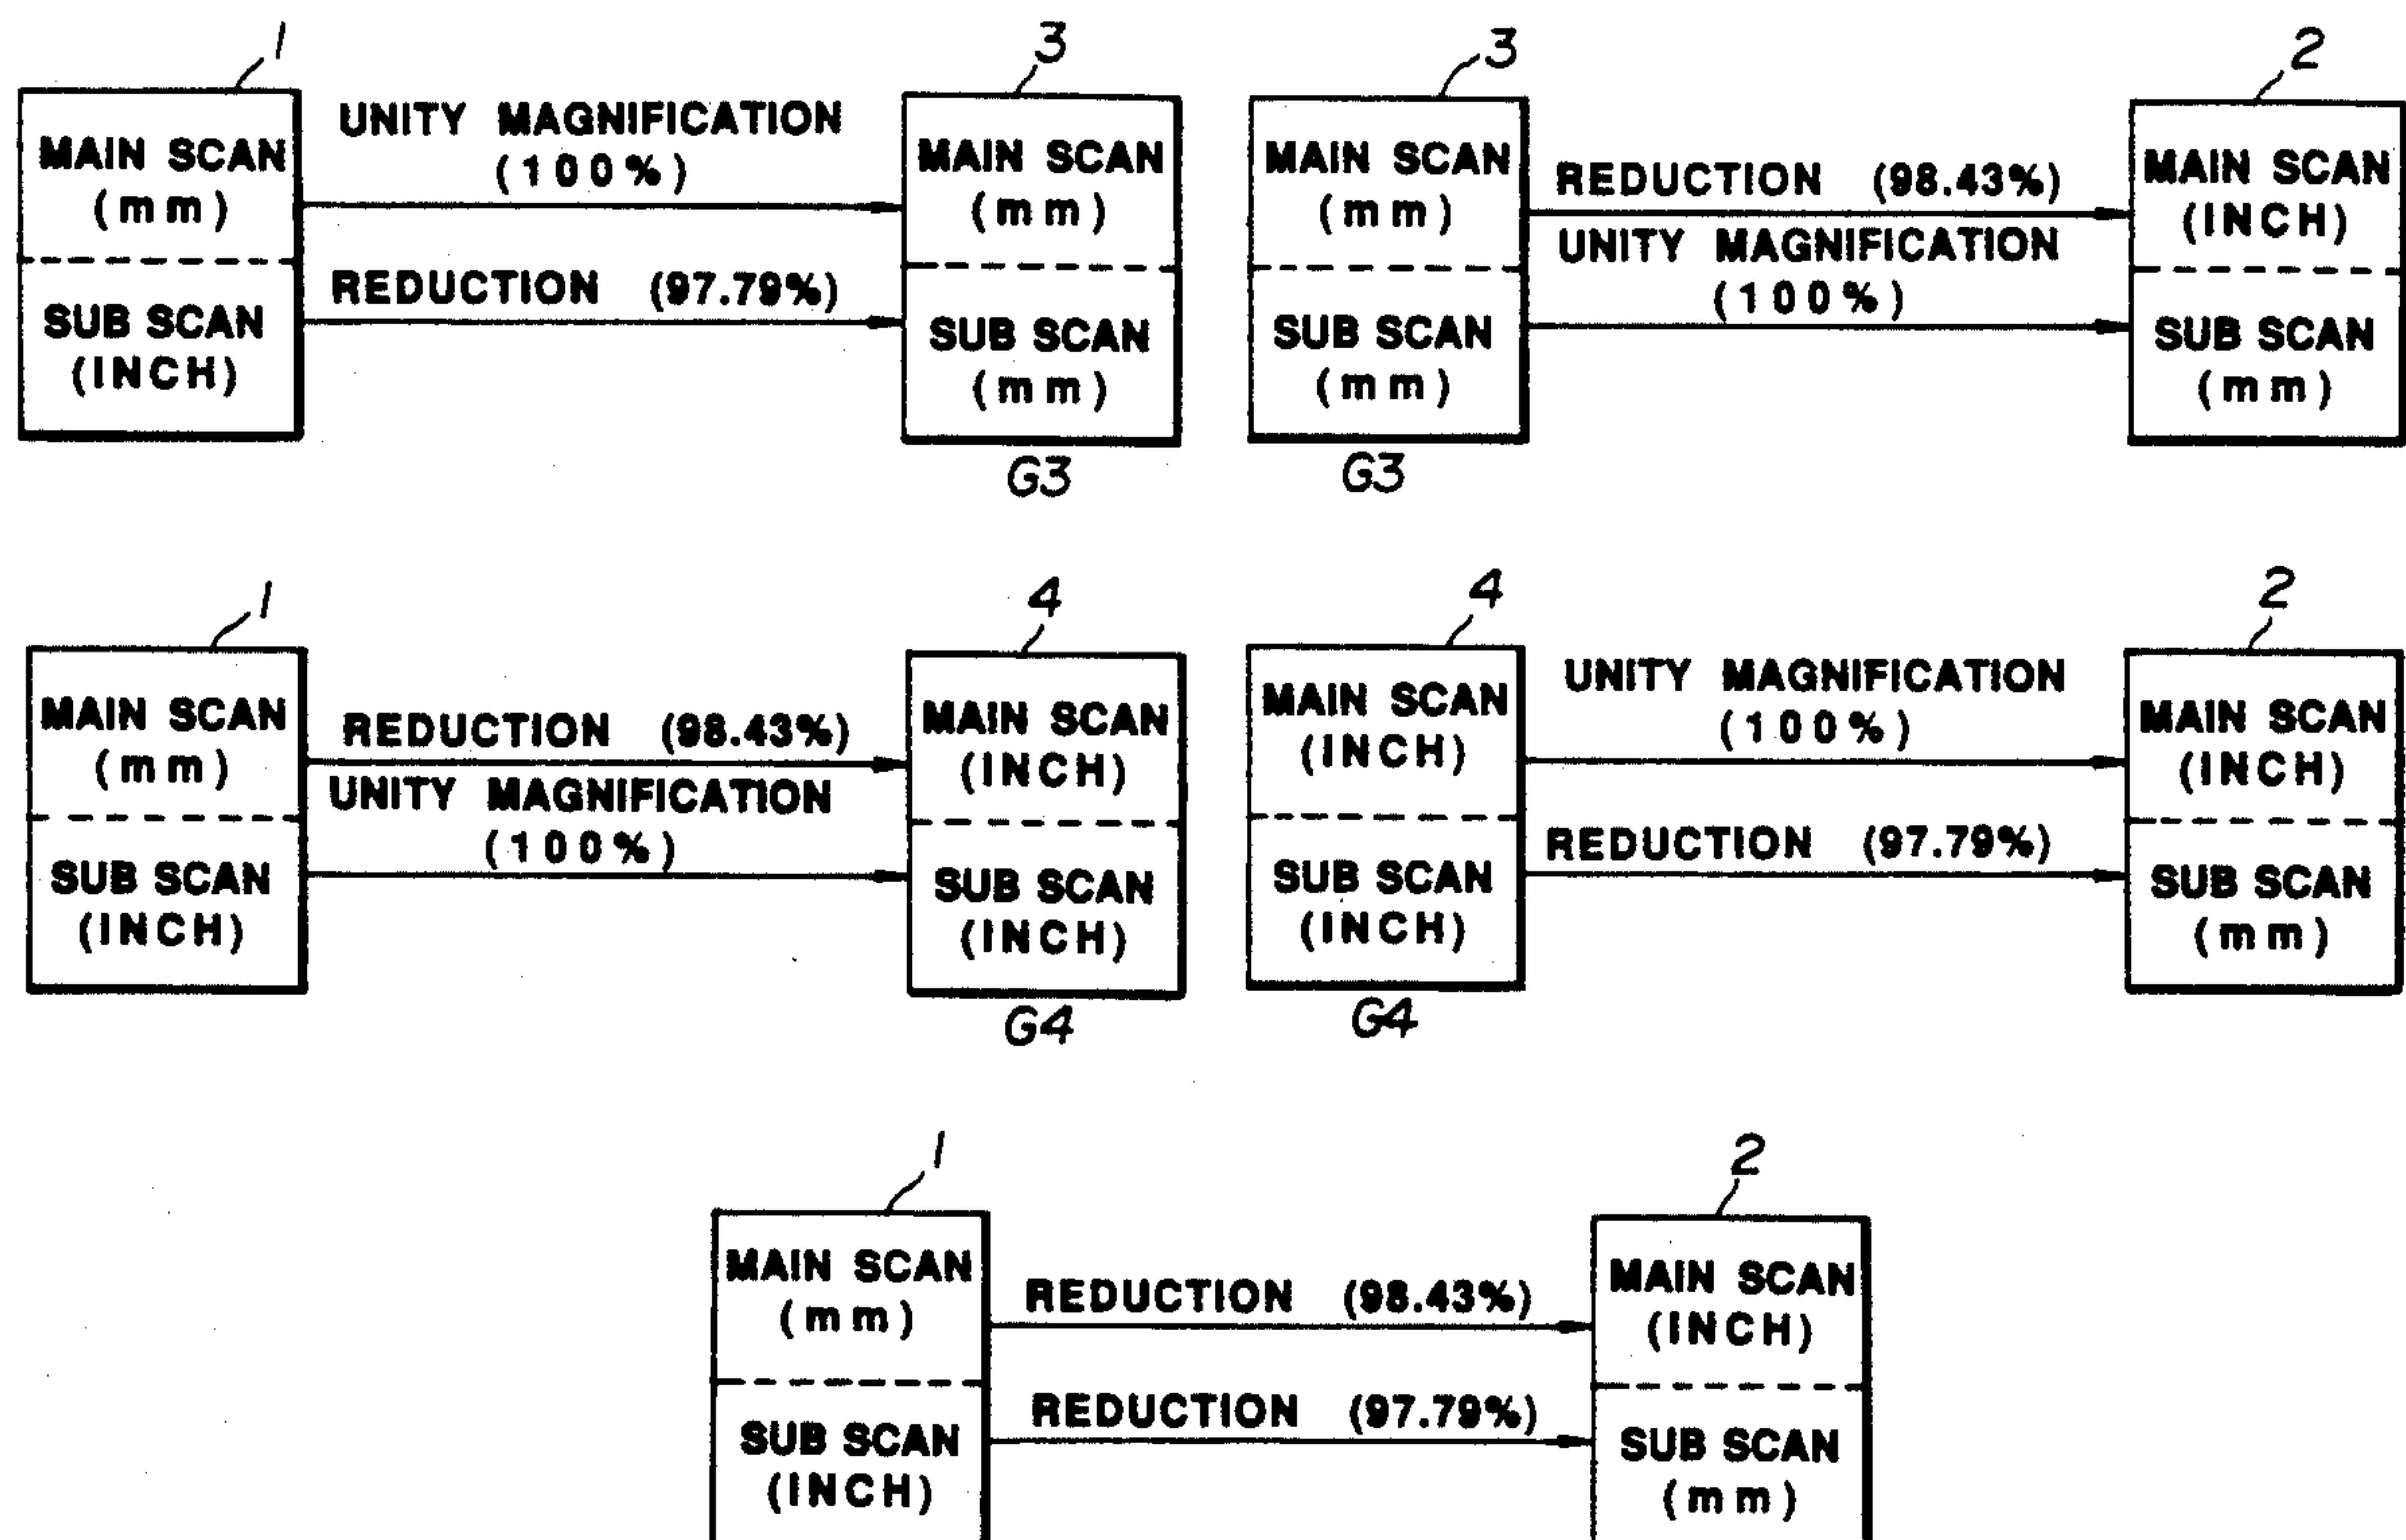 1
MAIN SCAN
(mm)
SUB SCAN
(INCH)
UNITY MAGNIFICATION
(100%)
REDUCTION (97.79%)
3
MAIN SCAN
(mm)
SUB SCAN
(mm)
G3
3
MAIN SCAN
(mm)
SUB SCAN
(mm)
G3
REDUCTION (98.43%)
UNITY MAGNIFICATION
(100%)
2
MAIN SCAN
(INCH)
SUB SCAN
(mm)
1
MAIN SCAN
(mm)
SUB SCAN
(INCH)
REDUCTION (98.43%)
UNITY MAGNIFICATION
(100%)
4
MAIN SCAN
(INCH)
SUB SCAN
(INCH)
G4
4
MAIN SCAN
(INCH)
SUB SCAN
(INCH)
G4
UNITY MAGNIFICATION
(100%)
REDUCTION (97.79%)
2
MAIN SCAN
(INCH)
SUB SCAN
(mm)
1
MAIN SCAN
(mm)
SUB SCAN
(INCH)
REDUCTION (98.43%)
REDUCTION (97.79%)
2
MAIN SCAN
(INCH)
SUB SCAN
(mm)